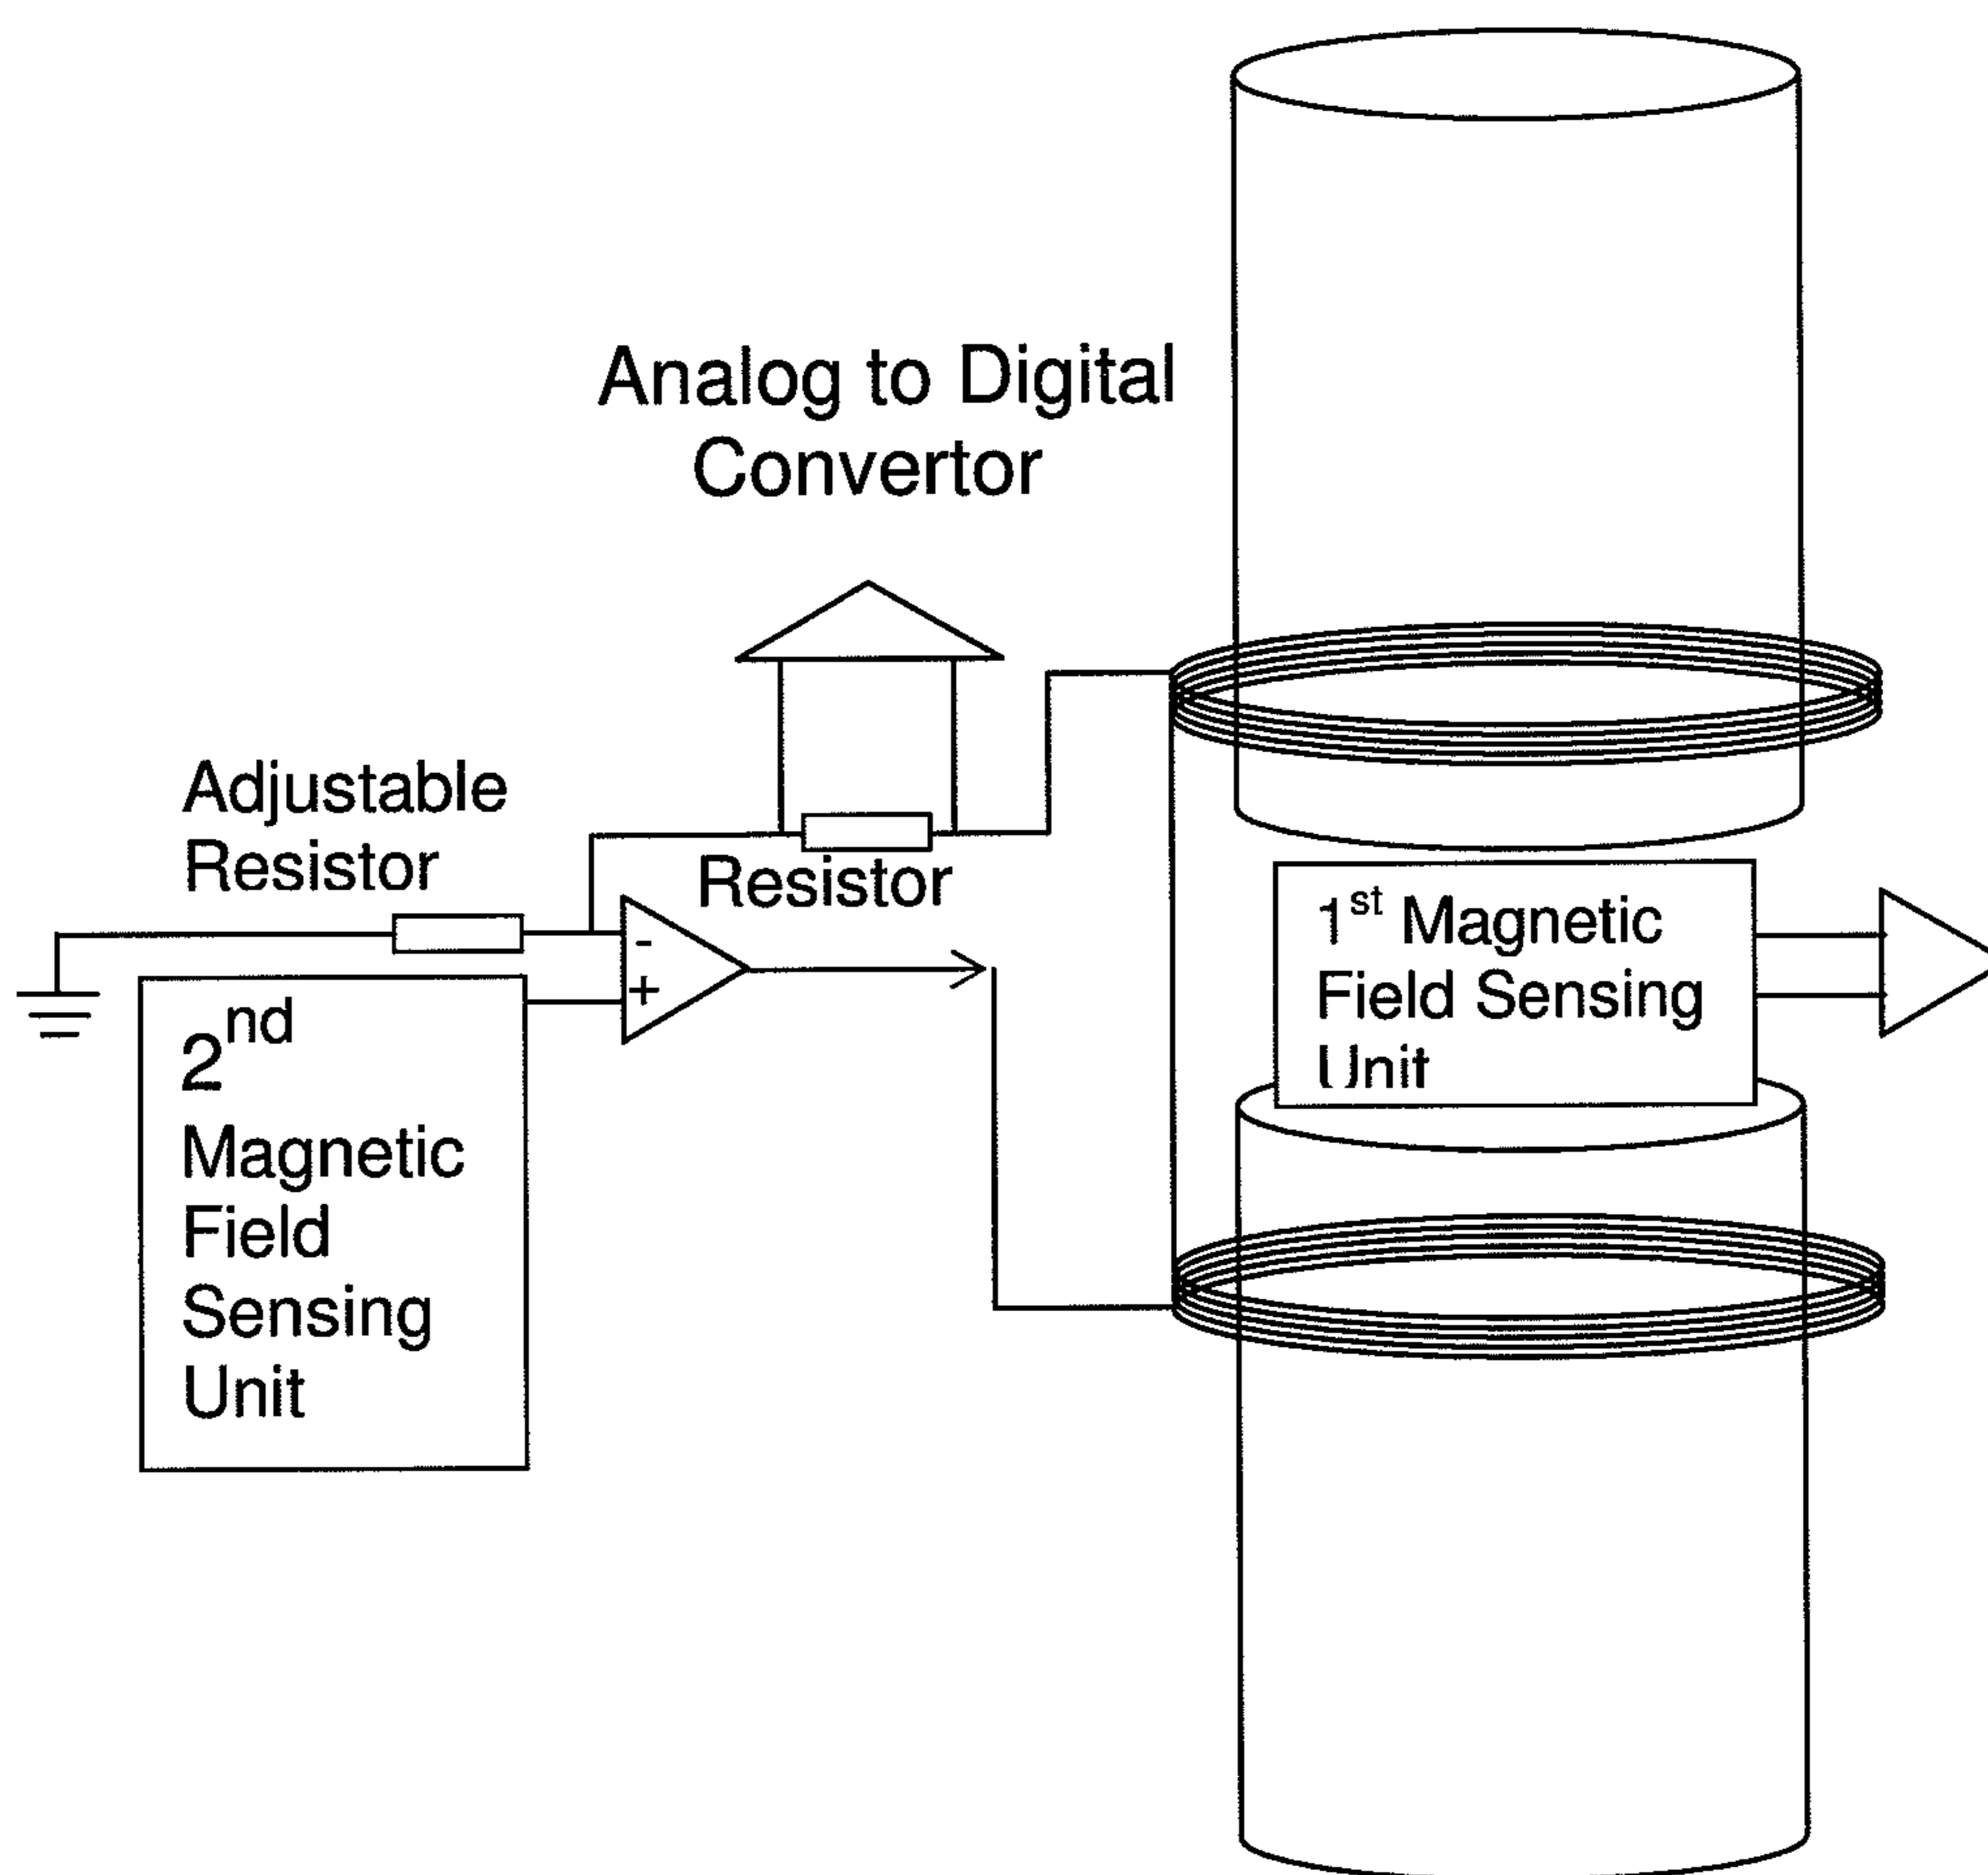 Analog to Digital
Convertor
Adjustable
Resistor
Resistor
-
+
1st Magnetic
Field Sensing
Unit
2nd
Magnetic
Field
Sensing
Unit